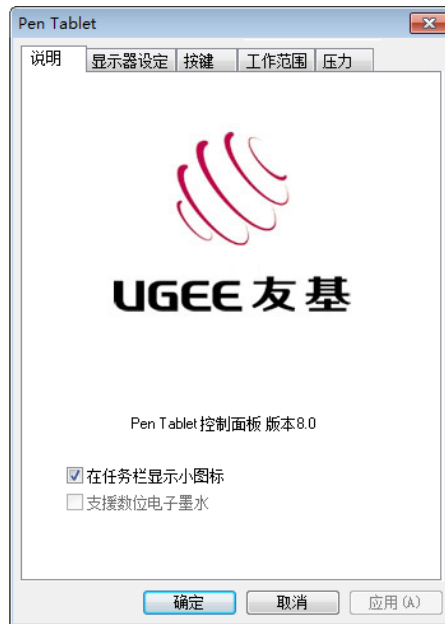 Pen Tablet
说明 显示器设定 按键 工作范围 压力
UGEE 友基
Pen Tablet 控制面板 版本8.0
在任务栏显示小图标
支援数位电子墨水
确定 取消 应用(A)